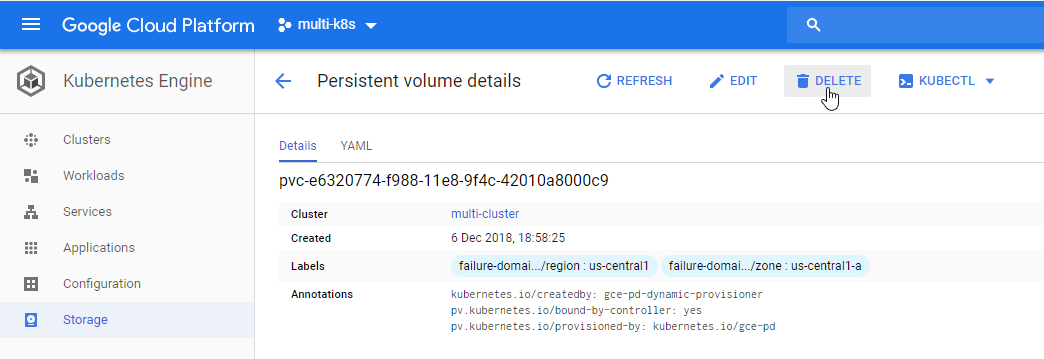 Google Cloud Platform multi-k8s
Kubernetes Engine
Persistent volume details REFRESH EDIT DELETE KUBECTL
Clusters
Workloads
Services
Applications
Configuration
Storage
Details YAML
pvc-e6320774-f988-11e8-9f4c-42010a8000c9
Cluster multi-cluster
Created 6 Dec 2018, 18:58:25
Labels failure-domai.../region : us-central1 failure-domai.../zone : us-central1-a
Annotations kubernetes.io/createdby: gce-pd-dynamic-provisioner
pv.kubernetes.io/bound-by-controller: yes
pv.kubernetes.io/provisioned-by: kubernetes.io/gce-pd